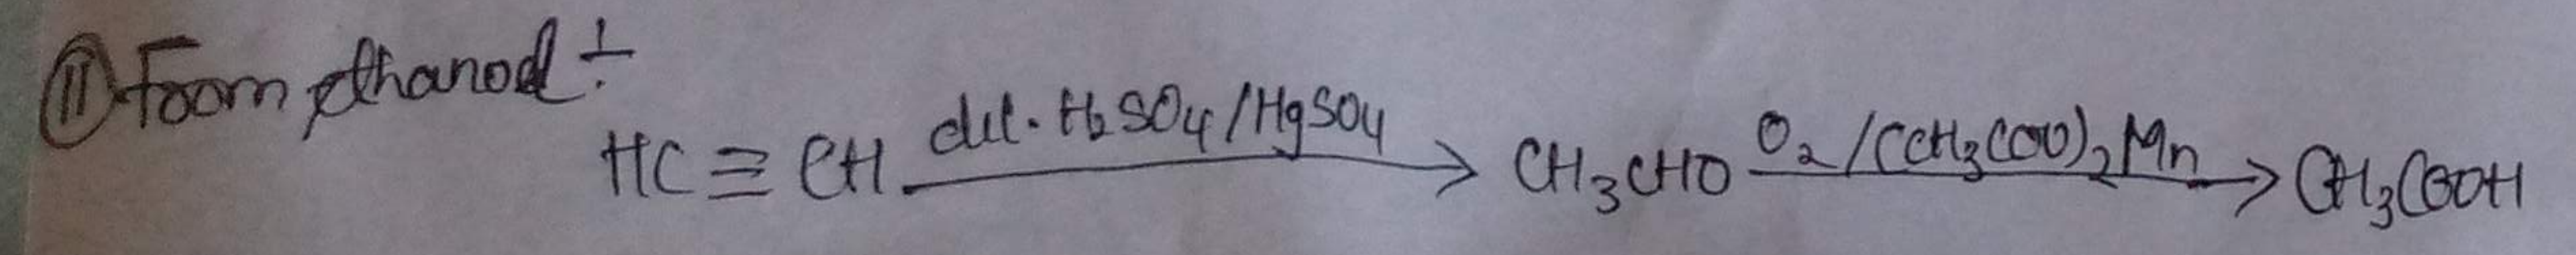 (II) From ethanol :-
HC ≡ CH dil. H₂SO₄/HgSO₄ → CH₃CHO O₂/(CH₃COO)₂Mn → CH₃COOH